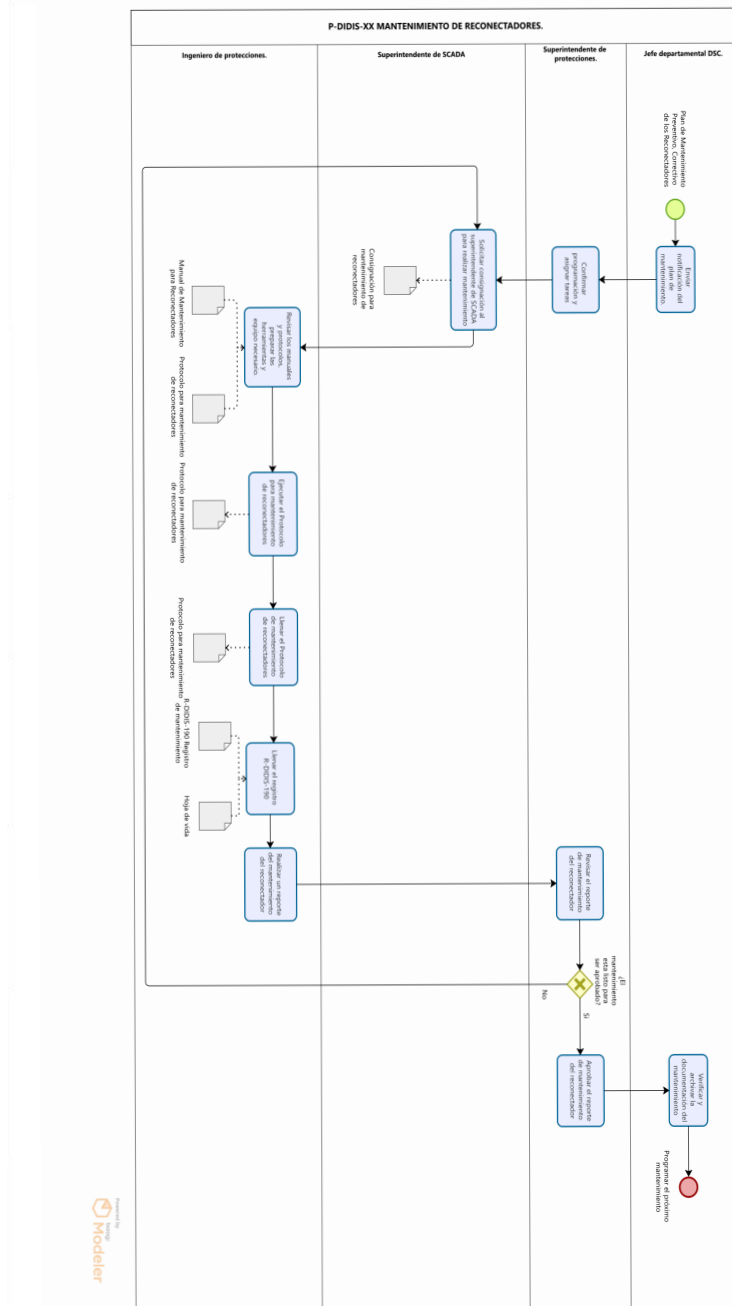 P-DIDIS-XX MANTENIMIENTO DE RECONECTADORES.
Ingeniero de protecciones.
Superintendente de SCADA
Superintendente de
protecciones.
Jefe departamental DSC.
Plan de Mantenimiento
Preventivo, Correctivo
de los Reconectadores
Enviar
notificación del
plan de
mantenimiento.
Confirmar
programación y
asignar tareas
Solicitar consignación al
superintendente de SCADA
para realizar mantenimiento
Consignación para
mantenimiento de
reconectadores
Revisar los manuales
y protocolos,
preparar las
herramientas y
equipo necesario.
Manual de Mantenimiento
para Reconectadores
Protocolo para mantenimiento
de reconectadores
Ejecutar el Protocolo
para mantenimiento
de reconectadores
Protocolo para mantenimiento
de reconectadores
Llenar el Protocolo
de mantenimiento
de reconectadores
Protocolo para mantenimiento
de reconectadores
Llenar el registro
R-DIDIS-190
R-DIDIS-190 Registro
de mantenimiento
Hoja de vida
Realizar un reporte
del mantenimiento
del reconectador
Revisar el reporte
de mantenimiento
del reconectador
¿El
mantenimiento
esta listo para
ser aprobado?
No
Si
Aprobar el reporte
de mantenimiento
del reconectador
Verificar y
archivar la
documentación del
mantenimiento
Programar el próximo
mantenimiento
Powered by
bizagi
Modeler